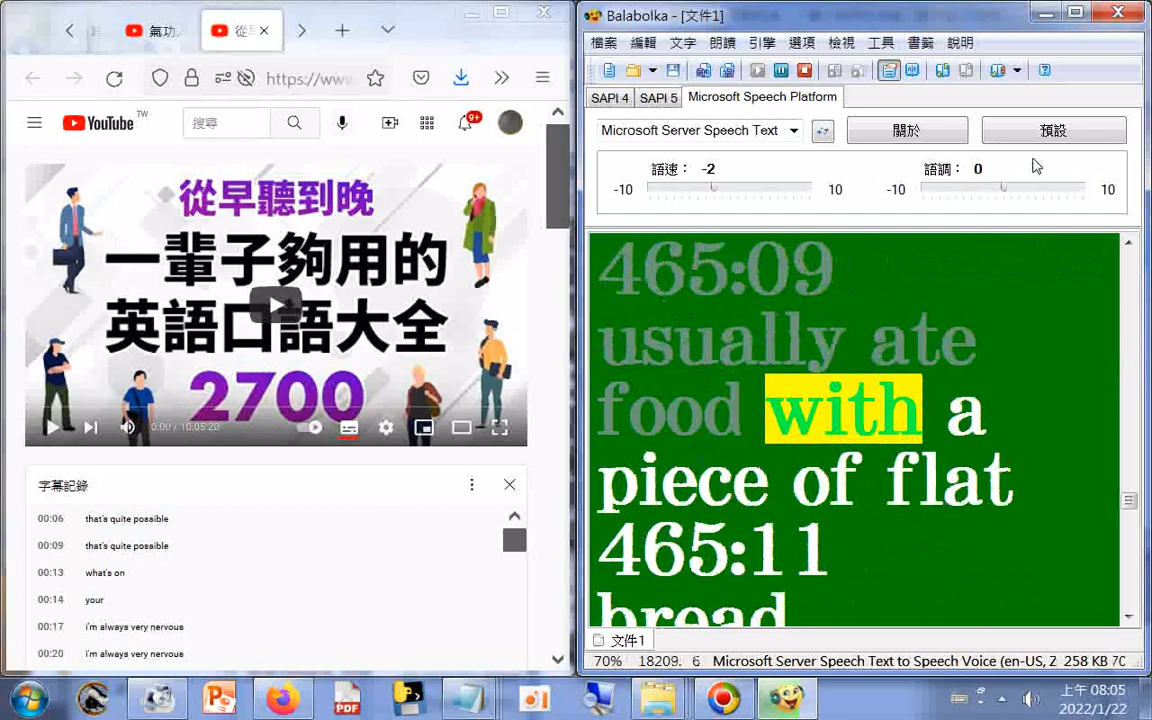 氣功
從
https://www
YouTube TW
搜尋
9+
從早聽到晚
一輩子夠用的
英語口語大全
2700
0:00 / 10:05:20
字幕記錄
00:06 that's quite possible
00:09 that's quite possible
00:13 what's on
00:14 your
00:17 i'm always very nervous
00:20 i'm always very nervous
Balabolka - [文件1]
檔案 編輯 文字 朗讀 引擎 選項 檢視 工具 書籤 說明
SAPI 4 SAPI 5 Microsoft Speech Platform
Microsoft Server Speech Text 關於 預設
語速： -2 語調： 0
-10 10 -10 10
465:09
usually ate
food with a
piece of flat
465:11
bread
文件1
70% 18209. 6 Microsoft Server Speech Text to Speech Voice (en-US, Z 258 KB 70
PDF
上午 08:05
2022/1/22